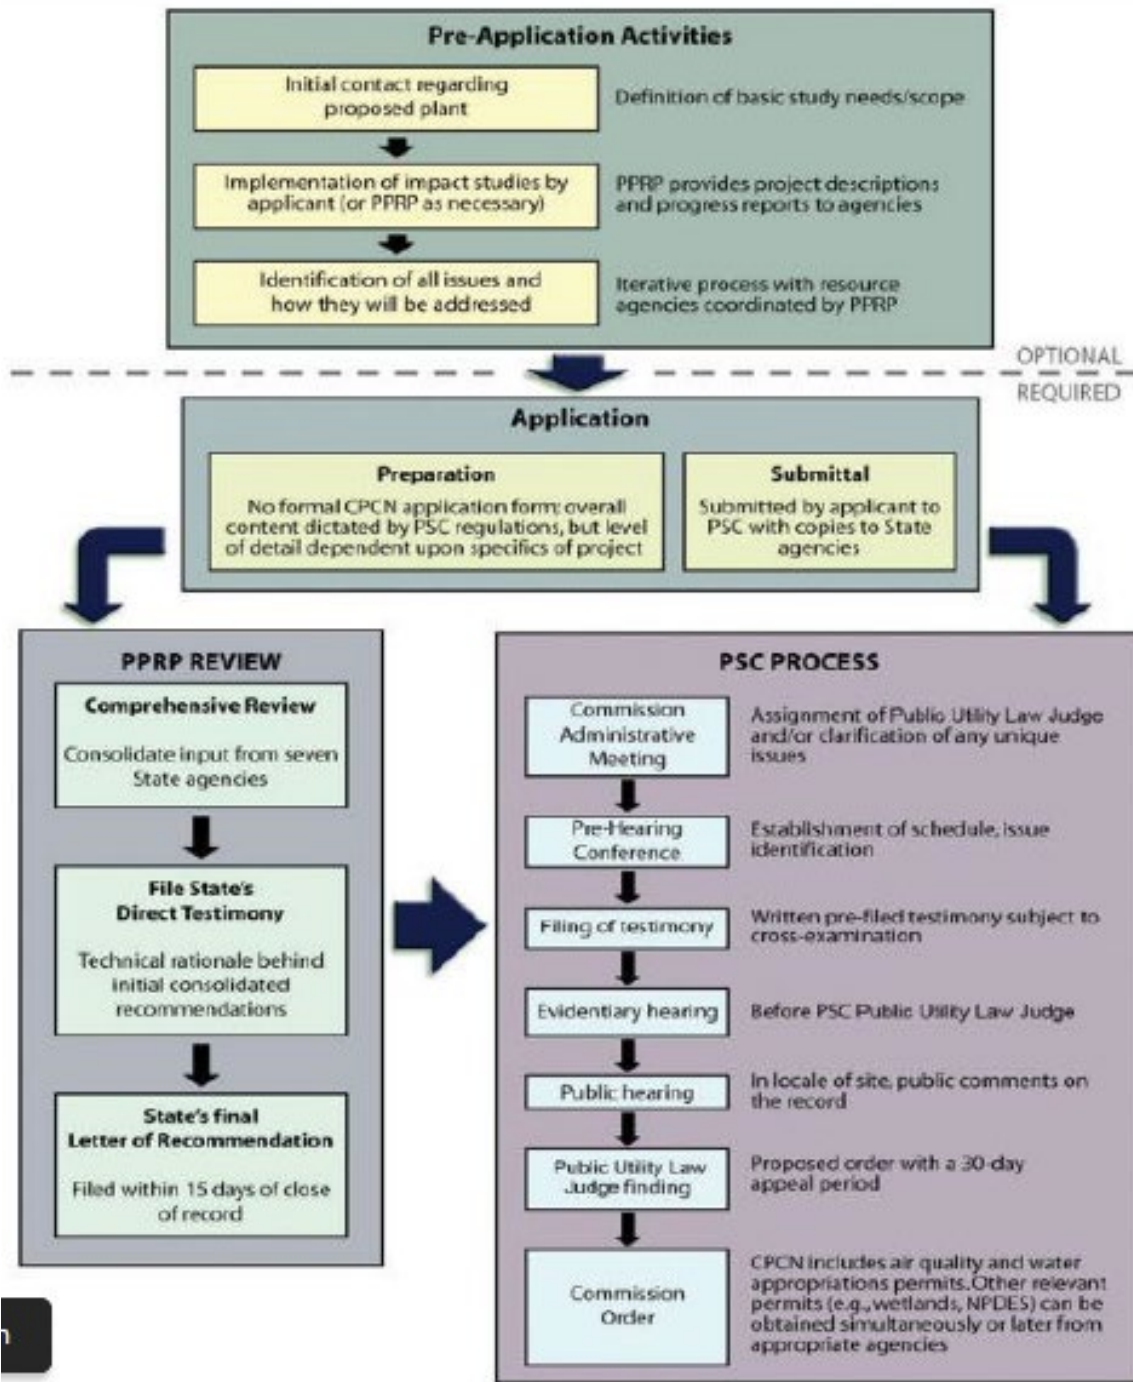 Pre-Application Activities
Initial contact regarding
proposed plant
Definition of basic study needs/scope
Implementation of impact studies by
applicant (or PPRP as necessary)
PPRP provides project descriptions
and progress reports to agencies
Identification of all issues and
how they will be addressed
Iterative process with resource
agencies coordinated by PPRP
OPTIONAL
REQUIRED
Application
Preparation
No formal CPCN application form; overall
content dictated by PSC regulations, but level
of detail dependent upon specifics of project
Submittal
Submitted by applicant to
PSC with copies to State
agencies
PPRP REVIEW
Comprehensive Review
Consolidate input from seven
State agencies
File State's
Direct Testimony
Technical rationale behind
initial consolidated
recommendations
State's final
Letter of Recommendation
Filed within 15 days of close
of record
PSC PROCESS
Commission
Administrative
Meeting
Assignment of Public Utility Law Judge
and/or clarification of any unique
issues
Pre-Hearing
Conference
Establishment of schedule, issue
identification
Filing of testimony
Written pre-filed testimony subject to
cross-examination
Evidentiary hearing
Before PSC Public Utility Law Judge
Public hearing
In locale of site, public comments on
the record
Public Utility Law
Judge finding
Proposed order with a 30-day
appeal period
Commission
Order
CPCN includes air quality and water
appropriations permits. Other relevant
permits (e.g., wetlands, NPDES) can be
obtained simultaneously or later from
appropriate agencies